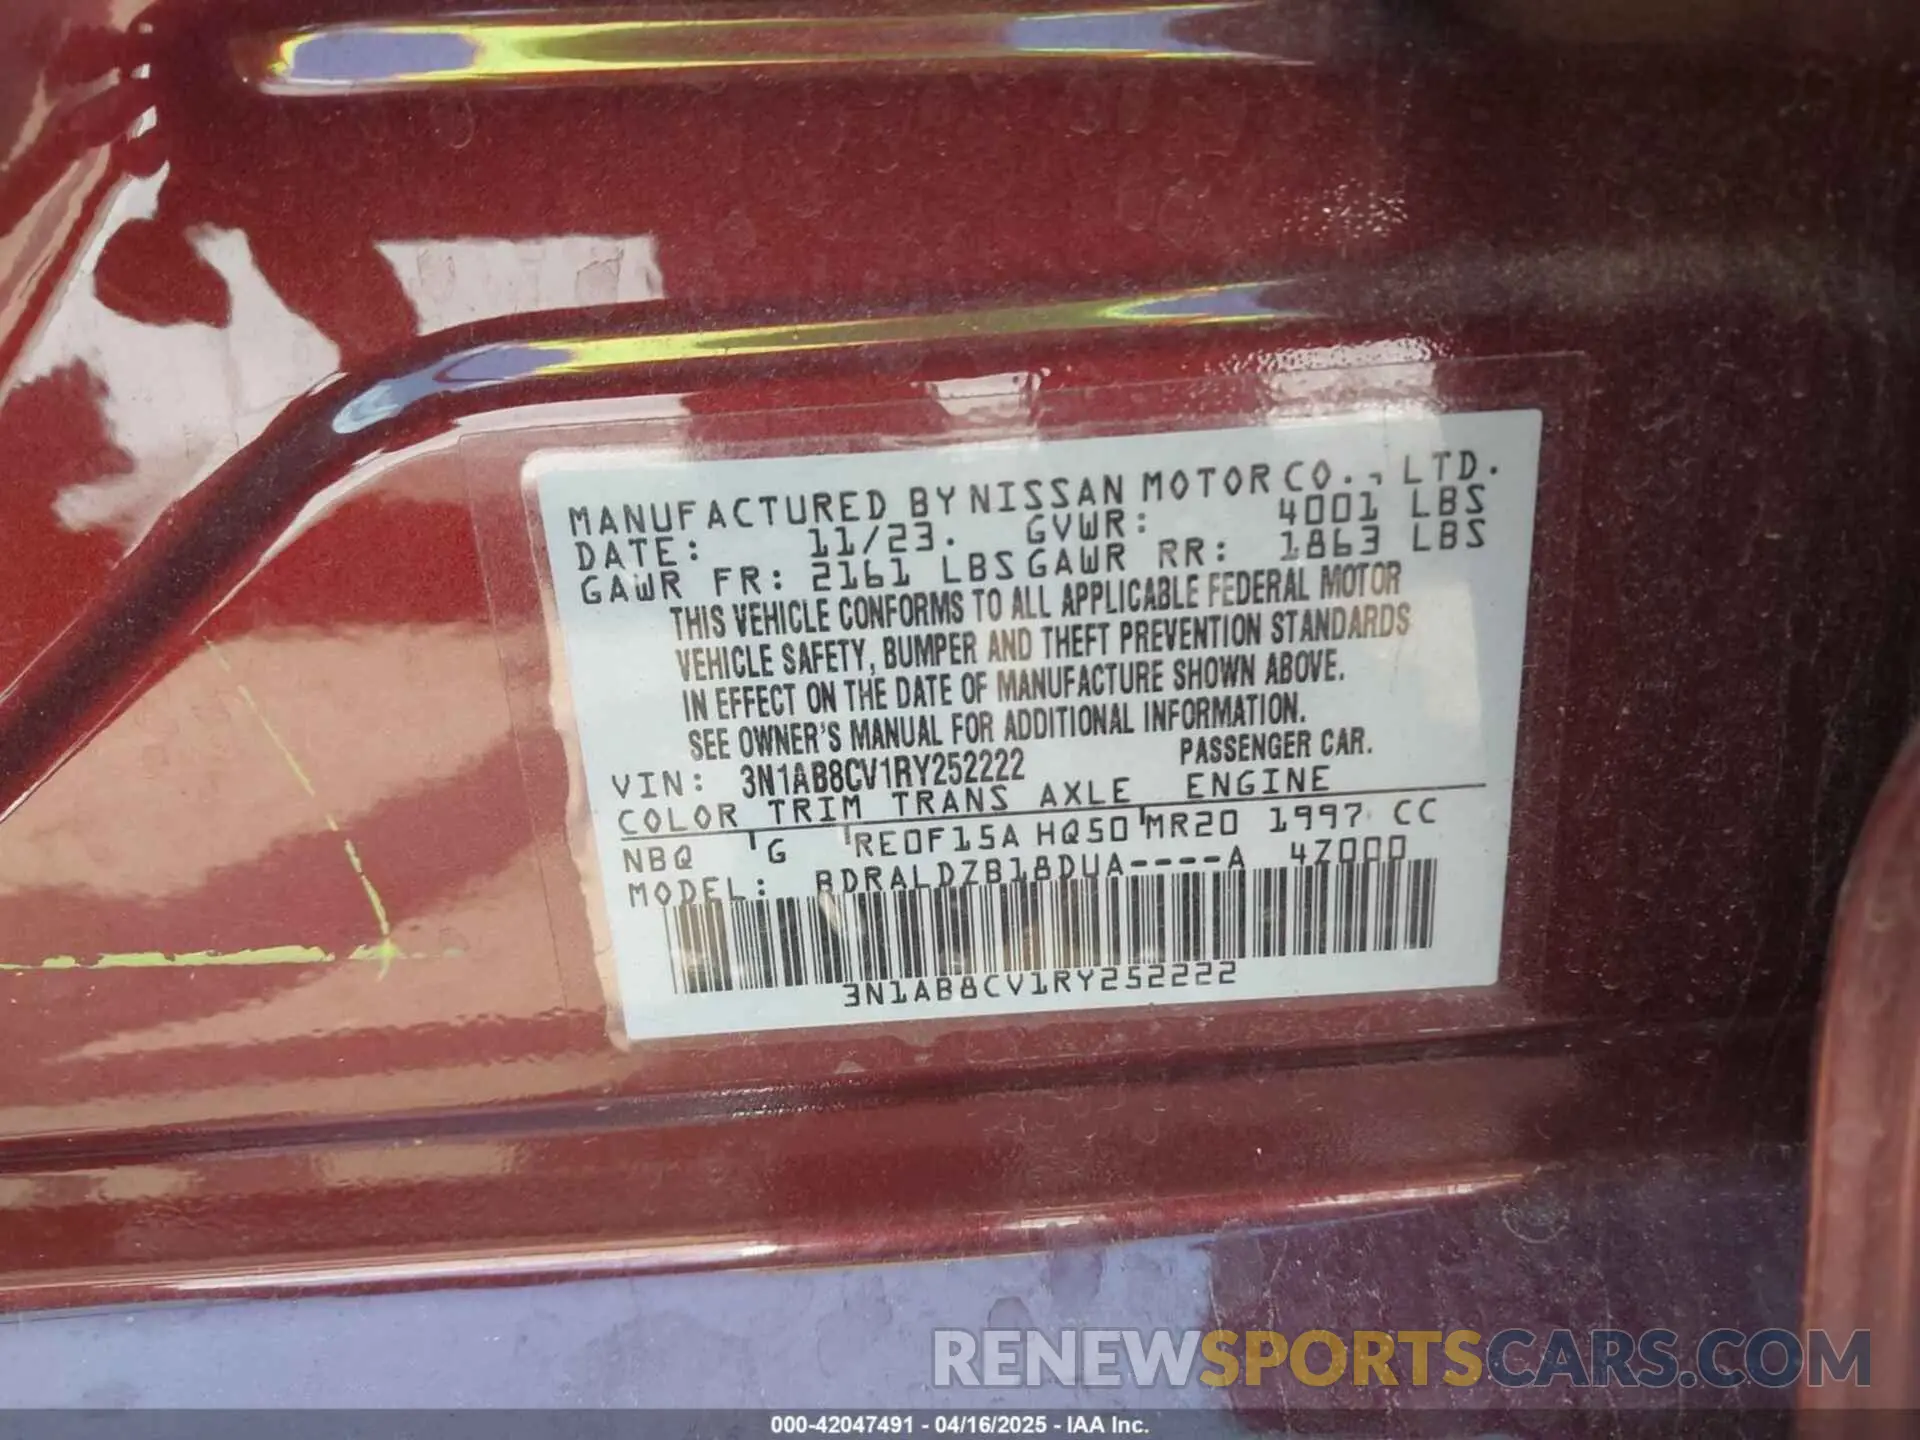 MANUFACTURED BY NISSAN MOTOR CO., LTD.
DATE: 11/23. GVWR: 4001 LBS
GAWR FR: 2161 LBS GAWR RR: 1863 LBS
THIS VEHICLE CONFORMS TO ALL APPLICABLE FEDERAL MOTOR
VEHICLE SAFETY, BUMPER AND THEFT PREVENTION STANDARDS
IN EFFECT ON THE DATE OF MANUFACTURE SHOWN ABOVE.
SEE OWNER'S MANUAL FOR ADDITIONAL INFORMATION.
VIN: 3N1AB8CV1RY252222 PASSENGER CAR.
COLOR TRIM TRANS AXLE ENGINE
NBQ G RE0F15A HQ50 MR20 1997 CC
MODEL: BDRALDZB18DUA----A 47000
3N1AB8CV1RY252222
RENEWSPORTSCARS.COM
000-42047491 - 04/16/2025 - IAA Inc.